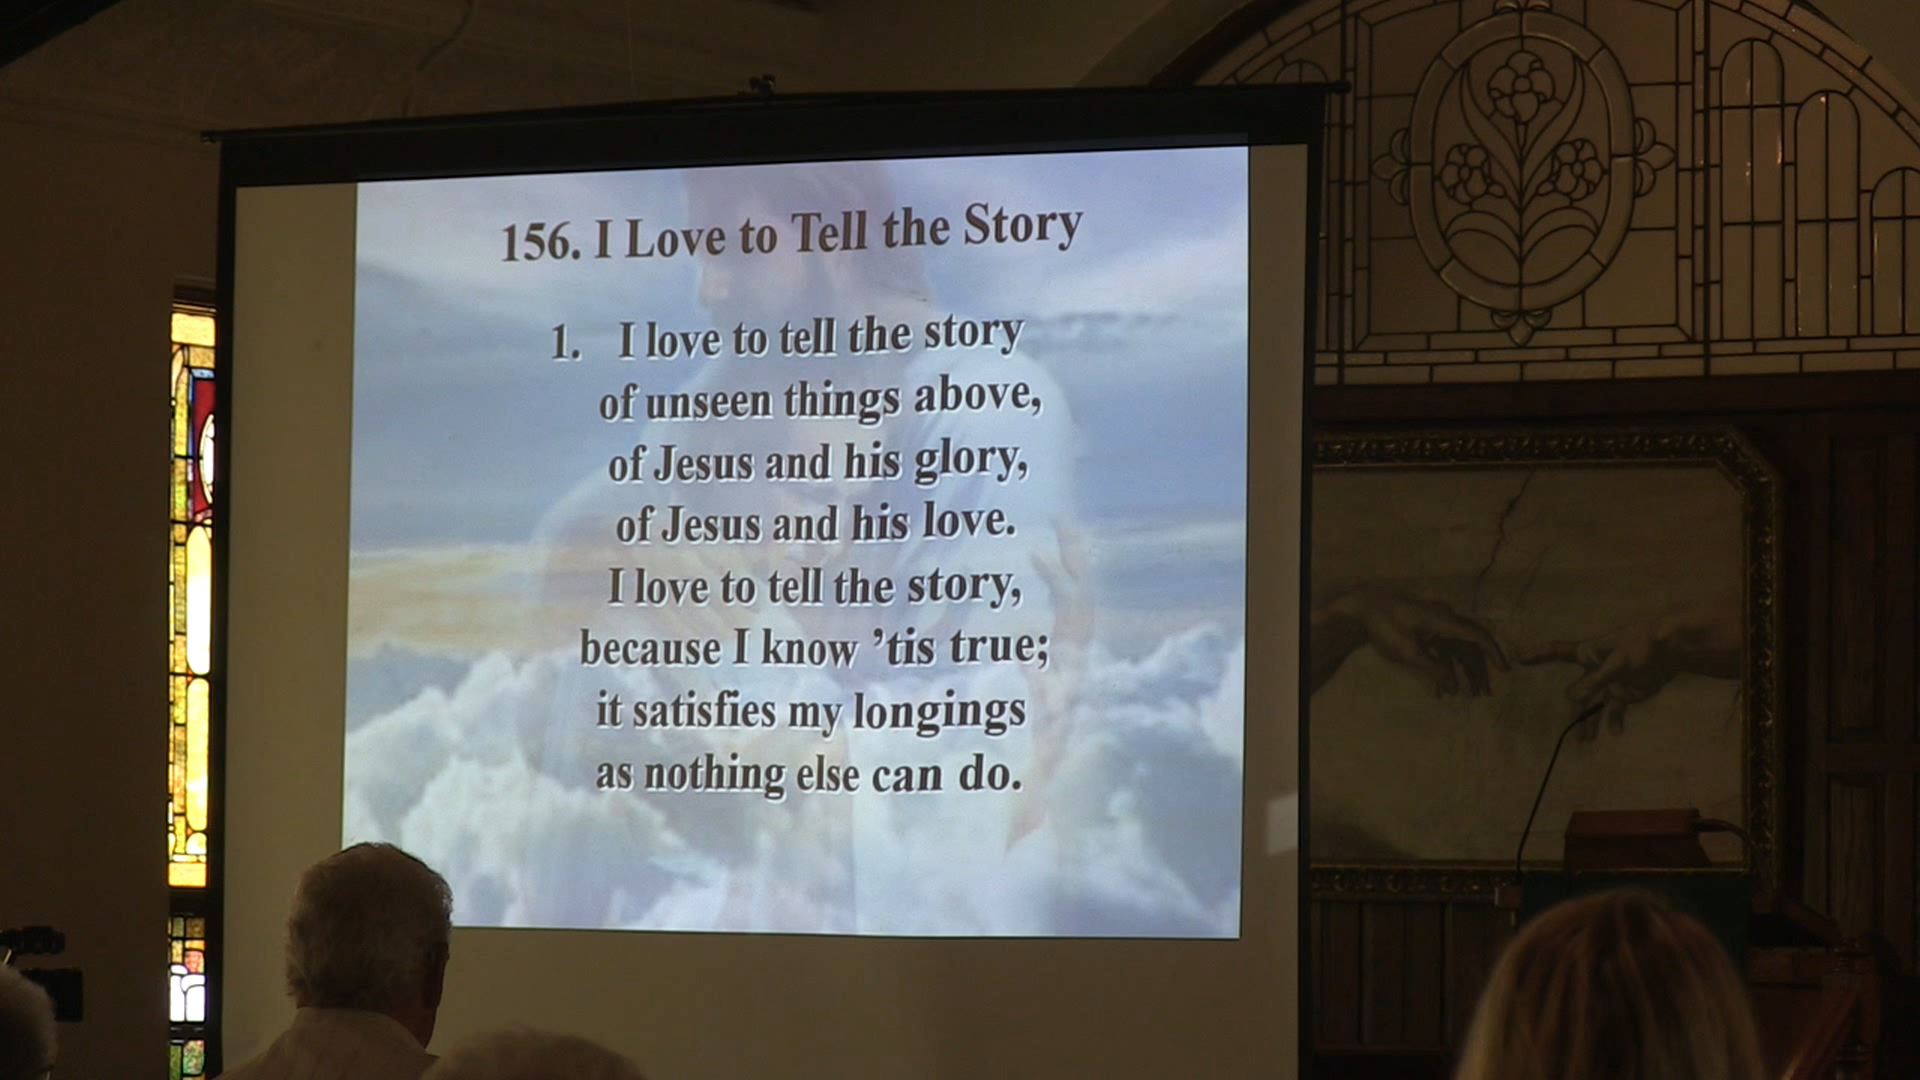 156. I Love to Tell the Story
1. I love to tell the story
of unseen things above,
of Jesus and his glory,
of Jesus and his love.
I love to tell the story,
because I know ’tis true;
it satisfies my longings
as nothing else can do.